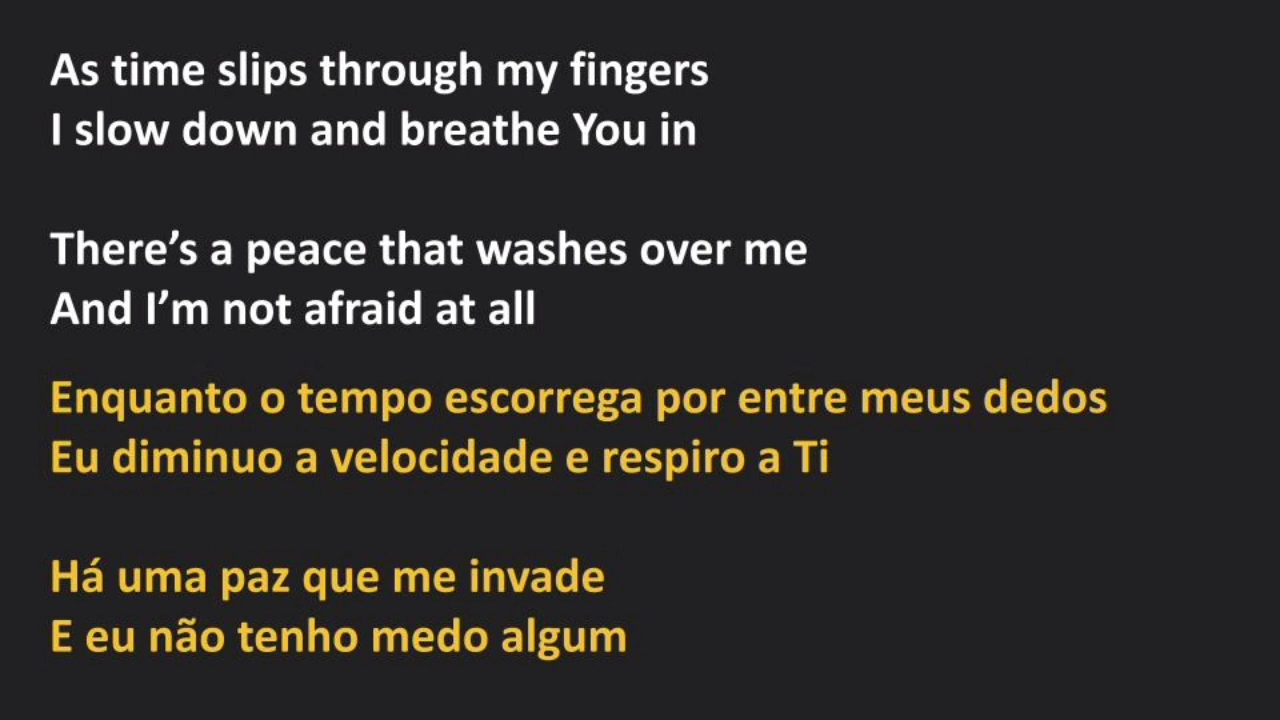 As time slips through my fingers
I slow down and breathe You in
There’s a peace that washes over me
And I’m not afraid at all
Enquanto o tempo escorrega por entre meus dedos
Eu diminuo a velocidade e respiro a Ti
Há uma paz que me invade
E eu não tenho medo algum